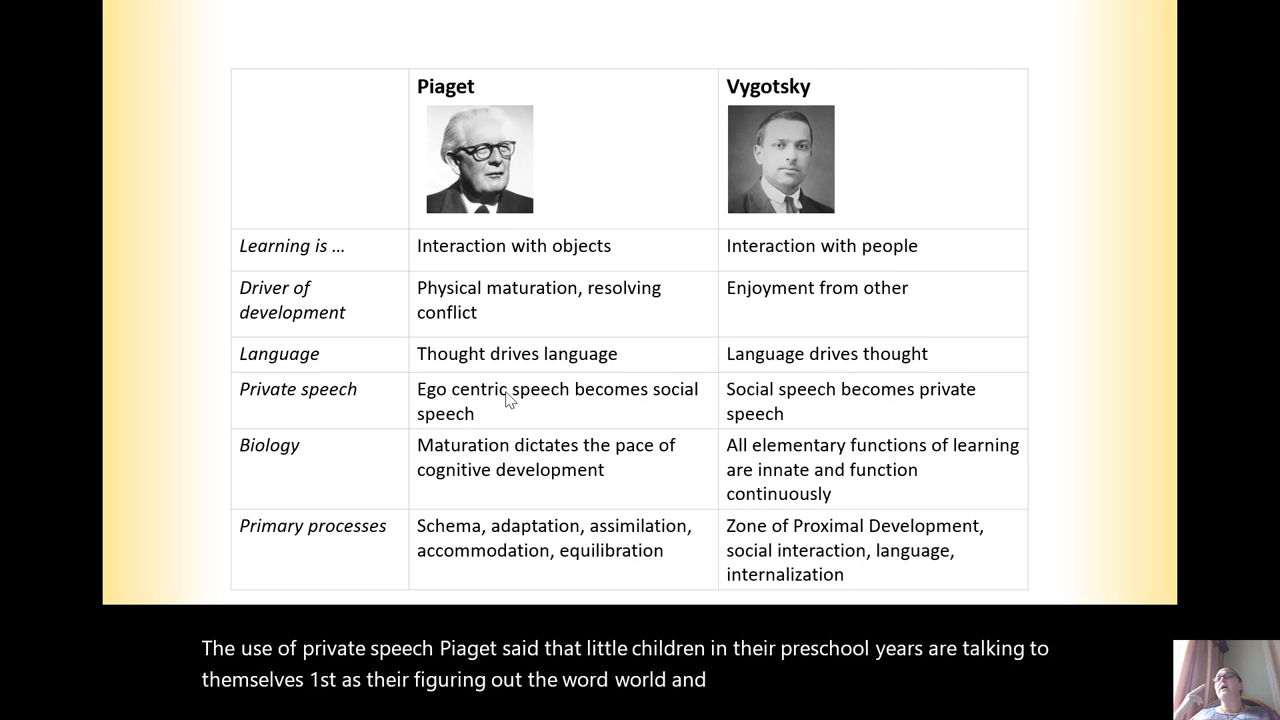 Piaget
Vygotsky
Learning is ...
Interaction with objects
Interaction with people
Driver of
development
Physical maturation, resolving
conflict
Enjoyment from other
Language
Thought drives language
Language drives thought
Private speech
Ego centric speech becomes social
speech
Social speech becomes private
speech
Biology
Maturation dictates the pace of
cognitive development
All elementary functions of learning
are innate and function
continuously
Primary processes
Schema, adaptation, assimilation,
accommodation, equilibration
Zone of Proximal Development,
social interaction, language,
internalization
The use of private speech Piaget said that little children in their preschool years are talking to
themselves 1st as their figuring out the word world and